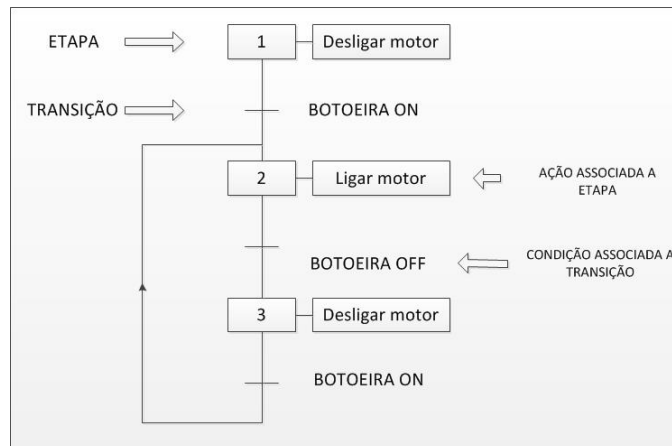 ETAPA
1
Desligar motor
TRANSIÇÃO
BOTOEIRA ON
2
Ligar motor
AÇÃO ASSOCIADA A
ETAPA
BOTOEIRA OFF
CONDIÇÃO ASSOCIADA A
TRANSIÇÃO
3
Desligar motor
BOTOEIRA ON